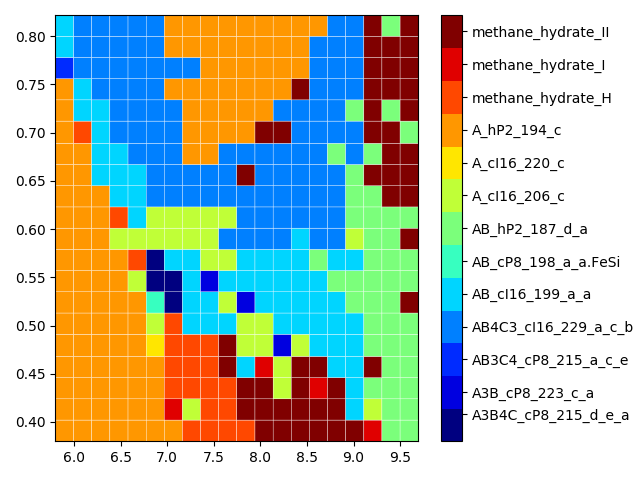 0.80
0.75
0.70
0.65
0.60
0.55
0.50
0.45
0.40
6.0 6.5 7.0 7.5 8.0 8.5 9.0 9.5
methane_hydrate_II
methane_hydrate_I
methane_hydrate_H
A_hP2_194_c
A_cI16_220_c
A_cI16_206_c
AB_hP2_187_d_a
AB_cP8_198_a_a.FeSi
AB_cI16_199_a_a
AB4C3_cI16_229_a_c_b
AB3C4_cP8_215_a_c_e
A3B_cP8_223_c_a
A3B4C_cP8_215_d_e_a